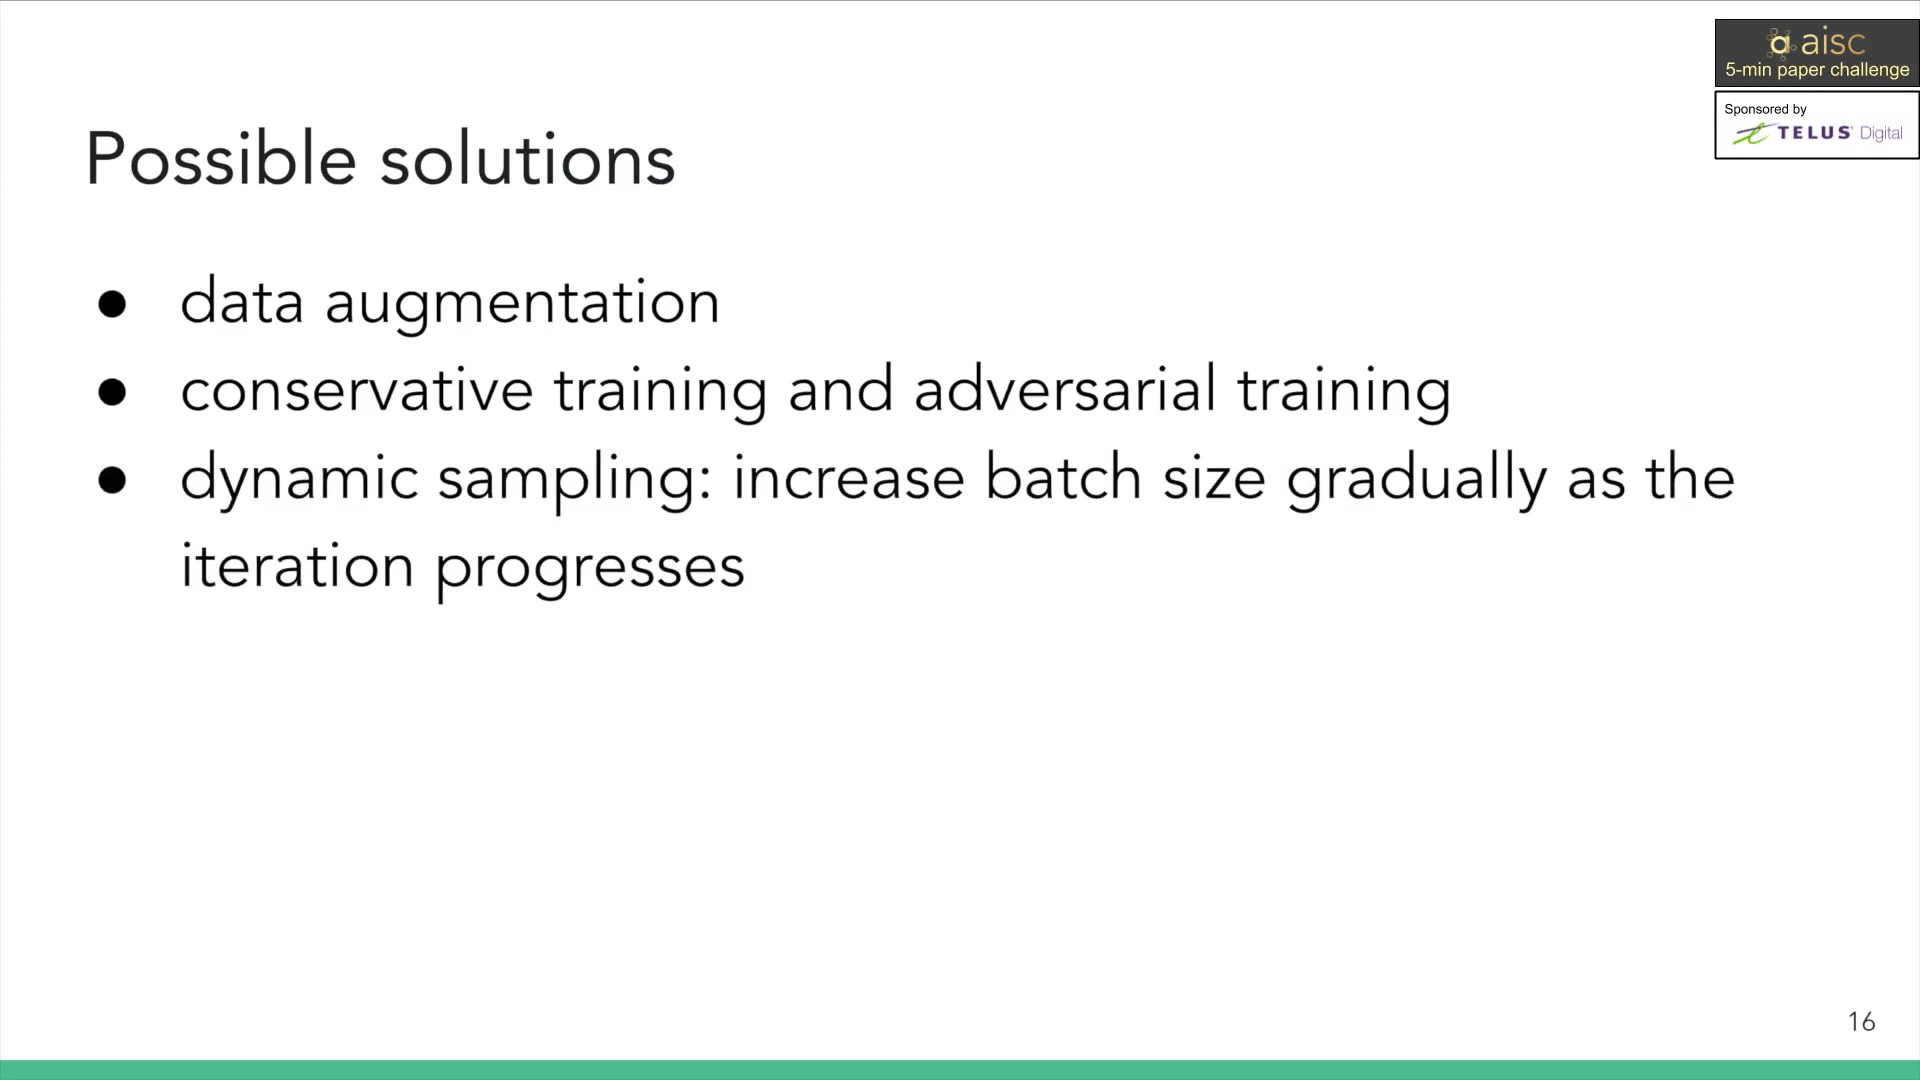 aisc
5-min paper challenge
Sponsored by
TELUS Digital
Possible solutions
● data augmentation
● conservative training and adversarial training
● dynamic sampling: increase batch size gradually as the
iteration progresses
16